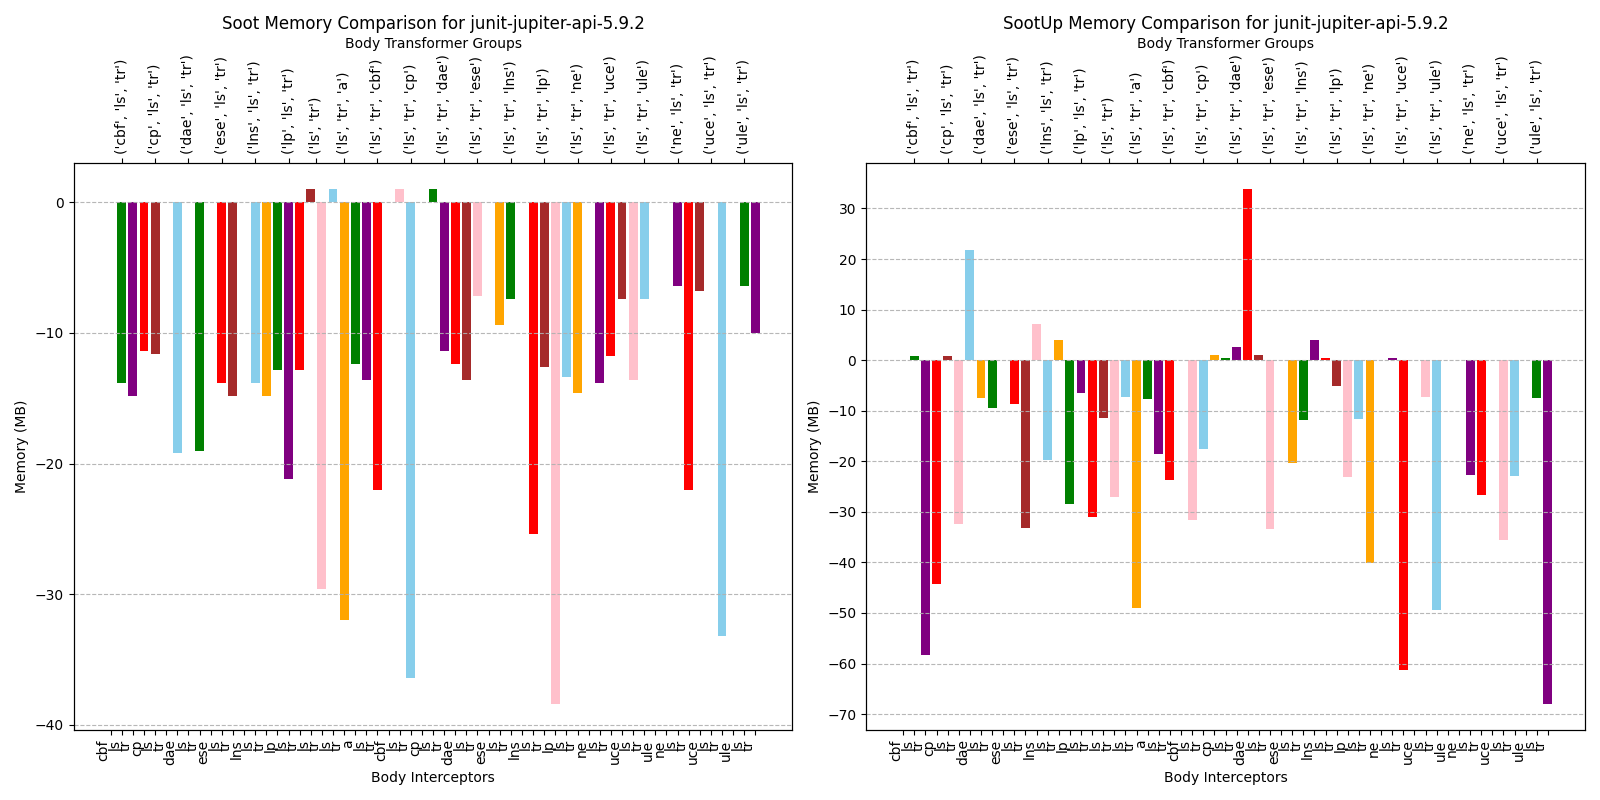 Soot Memory Comparison for junit-jupiter-api-5.9.2
Body Transformer Groups
('cbf', 'ls', 'tr')
('cp', 'ls', 'tr')
('dae', 'ls', 'tr')
('ese', 'ls', 'tr')
('lns', 'ls', 'tr')
('lp', 'ls', 'tr')
('ls', 'tr')
('ls', 'tr', 'a')
('ls', 'tr', 'cbf')
('ls', 'tr', 'cp')
('ls', 'tr', 'dae')
('ls', 'tr', 'ese')
('ls', 'tr', 'lns')
('ls', 'tr', 'lp')
('ls', 'tr', 'ne')
('ls', 'tr', 'uce')
('ls', 'tr', 'ule')
('ne', 'ls', 'tr')
('uce', 'ls', 'tr')
('ule', 'ls', 'tr')
Memory (MB)
0
−10
−20
−30
−40
cbf
ls
tr
cp
ls
tr
dae
ls
tr
ese
ls
tr
lns
ls
tr
lp
ls
tr
ls
tr
ls
tr
a
ls
tr
cbf
ls
tr
cp
ls
tr
dae
ls
tr
ese
ls
tr
lns
ls
tr
lp
ls
tr
ne
ls
tr
uce
ls
tr
ule
ne
ls
tr
uce
ls
tr
ule
ls
tr
Body Interceptors
SootUp Memory Comparison for junit-jupiter-api-5.9.2
Body Transformer Groups
('cbf', 'ls', 'tr')
('cp', 'ls', 'tr')
('dae', 'ls', 'tr')
('ese', 'ls', 'tr')
('lns', 'ls', 'tr')
('lp', 'ls', 'tr')
('ls', 'tr')
('ls', 'tr', 'a')
('ls', 'tr', 'cbf')
('ls', 'tr', 'cp')
('ls', 'tr', 'dae')
('ls', 'tr', 'ese')
('ls', 'tr', 'lns')
('ls', 'tr', 'lp')
('ls', 'tr', 'ne')
('ls', 'tr', 'uce')
('ls', 'tr', 'ule')
('ne', 'ls', 'tr')
('uce', 'ls', 'tr')
('ule', 'ls', 'tr')
Memory (MB)
30
20
10
0
−10
−20
−30
−40
−50
−60
−70
cbf
ls
tr
cp
ls
tr
dae
ls
tr
ese
ls
tr
lns
ls
tr
lp
ls
tr
ls
tr
ls
tr
a
ls
tr
cbf
ls
tr
cp
ls
tr
dae
ls
tr
ese
ls
tr
lns
ls
tr
lp
ls
tr
ne
ls
tr
uce
ls
tr
ule
ne
ls
tr
uce
ls
tr
ule
ls
tr
Body Interceptors